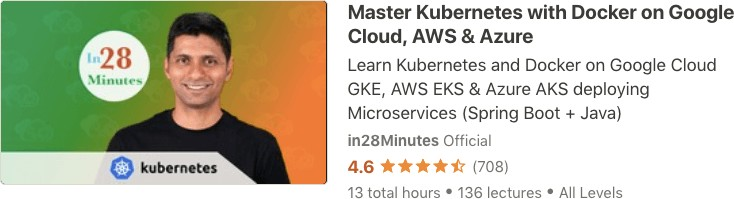 In28
Minutes
kubernetes
Master Kubernetes with Docker on Google
Cloud, AWS & Azure
Learn Kubernetes and Docker on Google Cloud
GKE, AWS EKS & Azure AKS deploying
Microservices (Spring Boot + Java)
in28Minutes Official
4.6 (708)
13 total hours • 136 lectures • All Levels